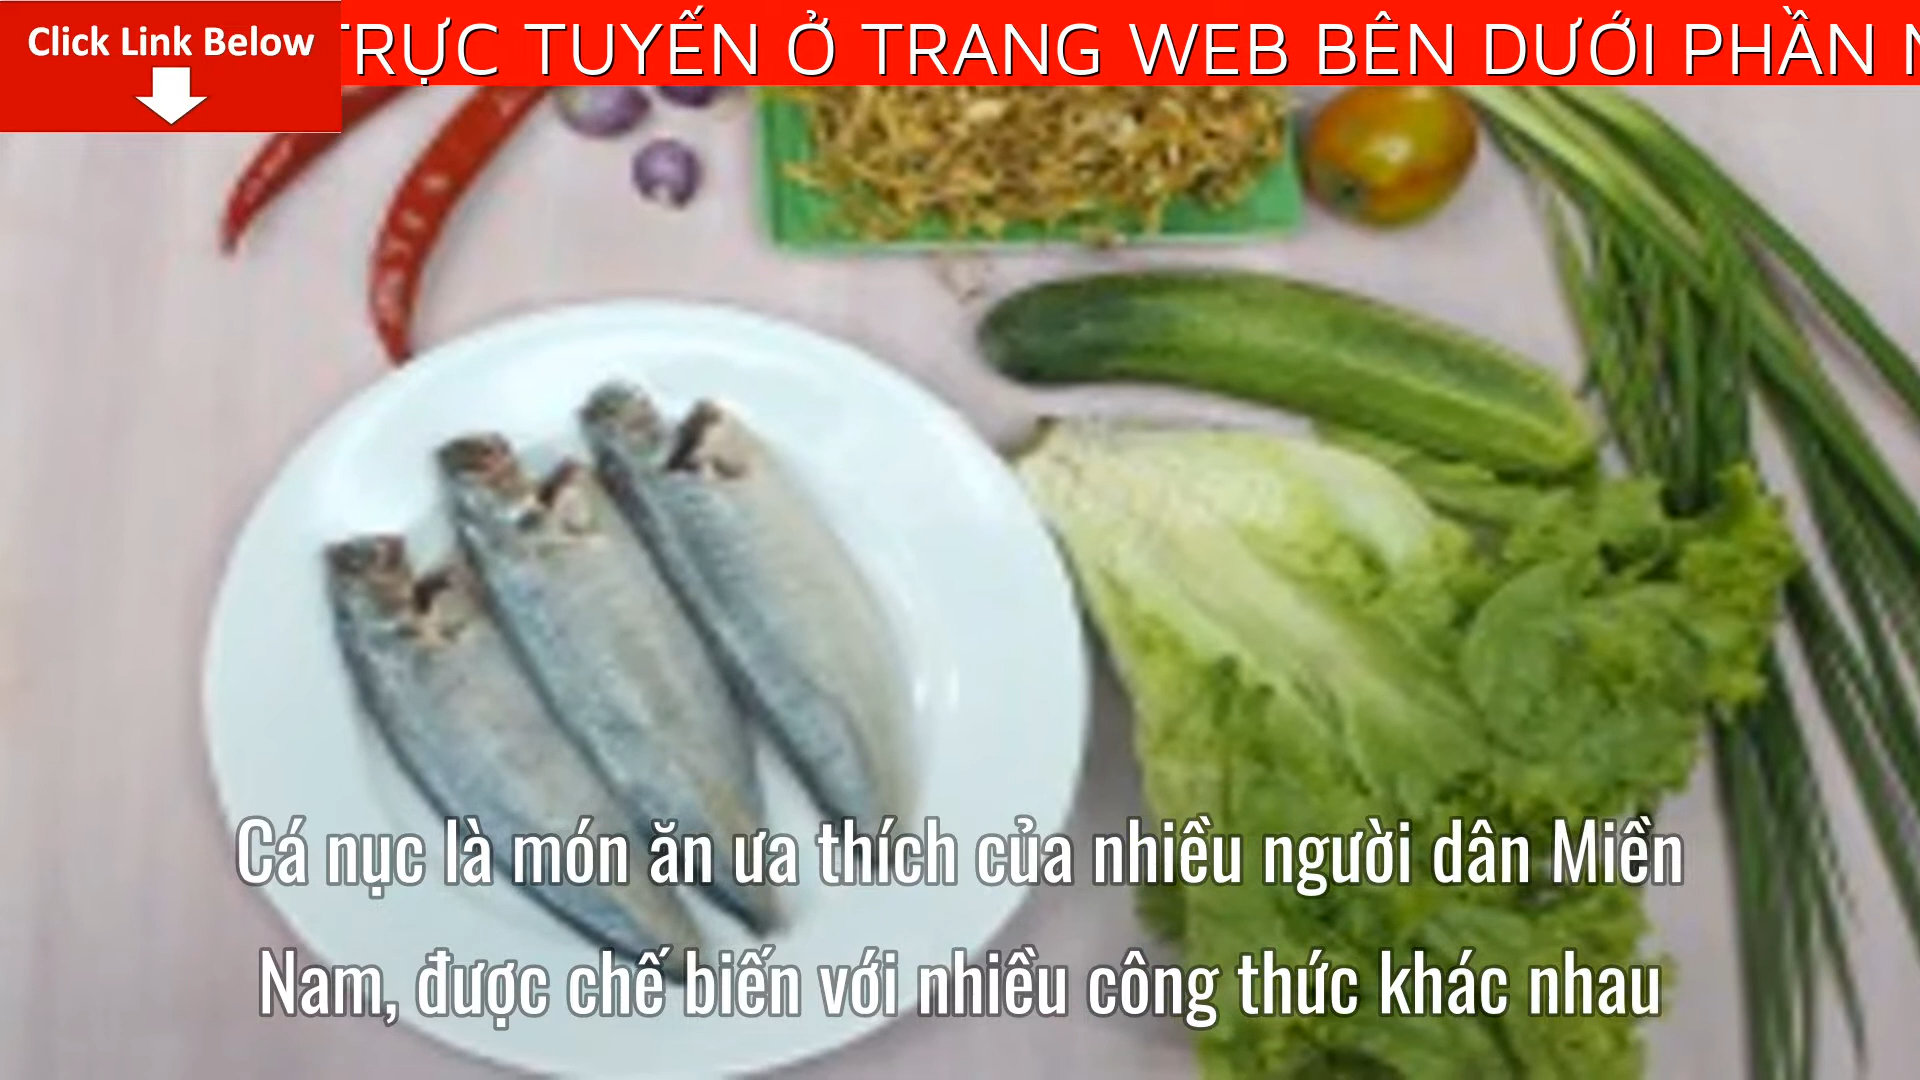 Click Link Below
TRỰC TUYẾN Ở TRANG WEB BÊN DƯỚI PHẦN
Cá nục là món ăn ưa thích của nhiều người dân Miền
Nam, được chế biến với nhiều công thức khác nhau